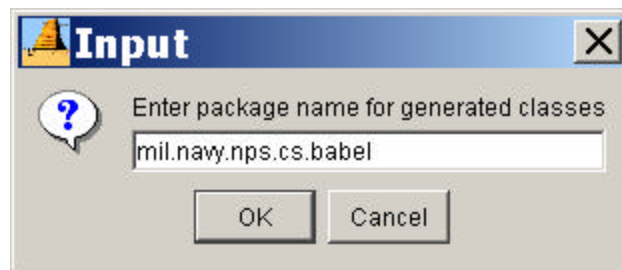 Input
Enter package name for generated classes
mil.navy.nps.cs.babel
OK Cancel